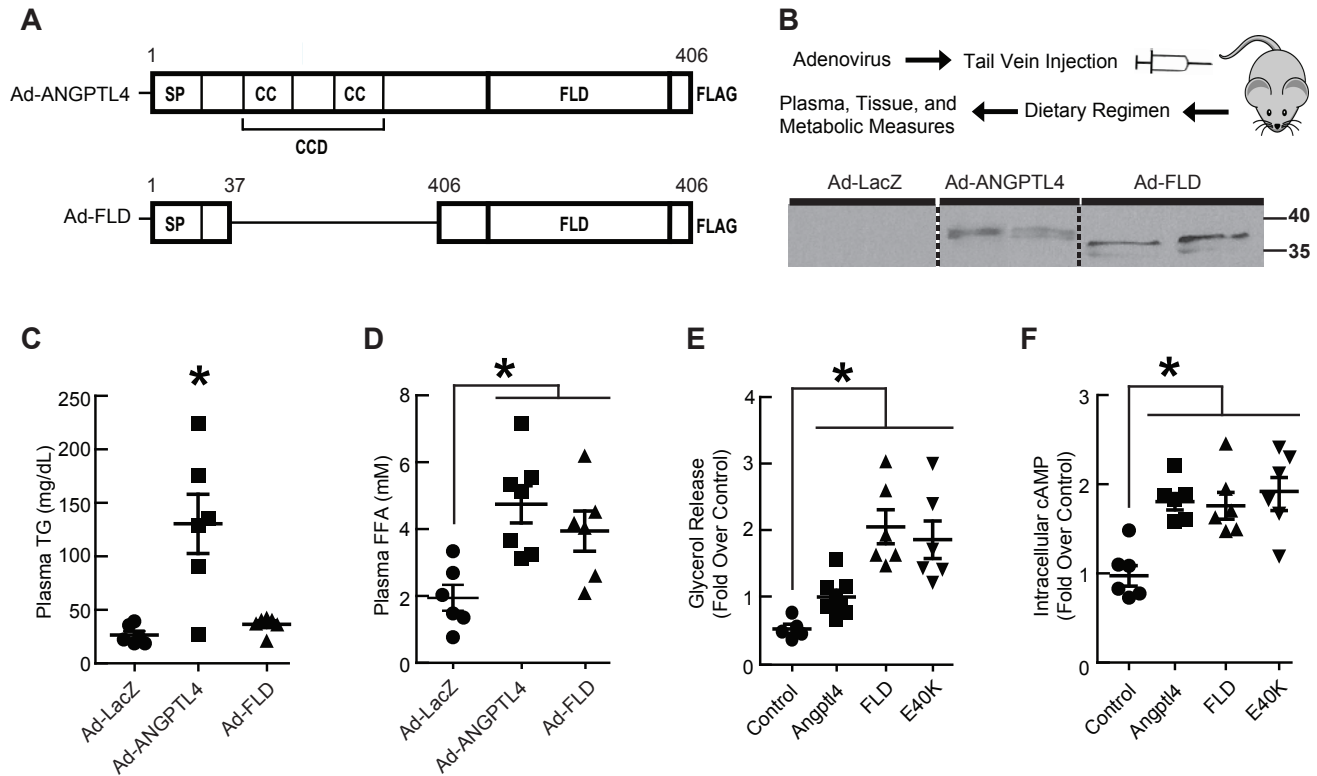 A
1
406
Ad-ANGPTL4
SP
CC
CC
FLD
FLAG
CCD
1
37
406
406
Ad-FLD
SP
FLD
FLAG
B
Adenovirus
Tail Vein Injection
Plasma, Tissue, and
Metabolic Measures
Dietary Regimen
Ad-LacZ
Ad-ANGPTL4
Ad-FLD
40
35
C
*
Plasma TG (mg/dL)
250
200
150
100
50
0
Ad-LacZ
Ad-ANGPTL4
Ad-FLD
D
*
Plasma FFA (mM)
8
6
4
2
0
Ad-LacZ
Ad-ANGPTL4
Ad-FLD
E
*
Glycerol Release
(Fold Over Control)
4
3
2
1
0
Control
Angptl4
FLD
E40K
F
*
Intracellular cAMP
(Fold Over Control)
3
2
1
0
Control
Angptl4
FLD
E40K